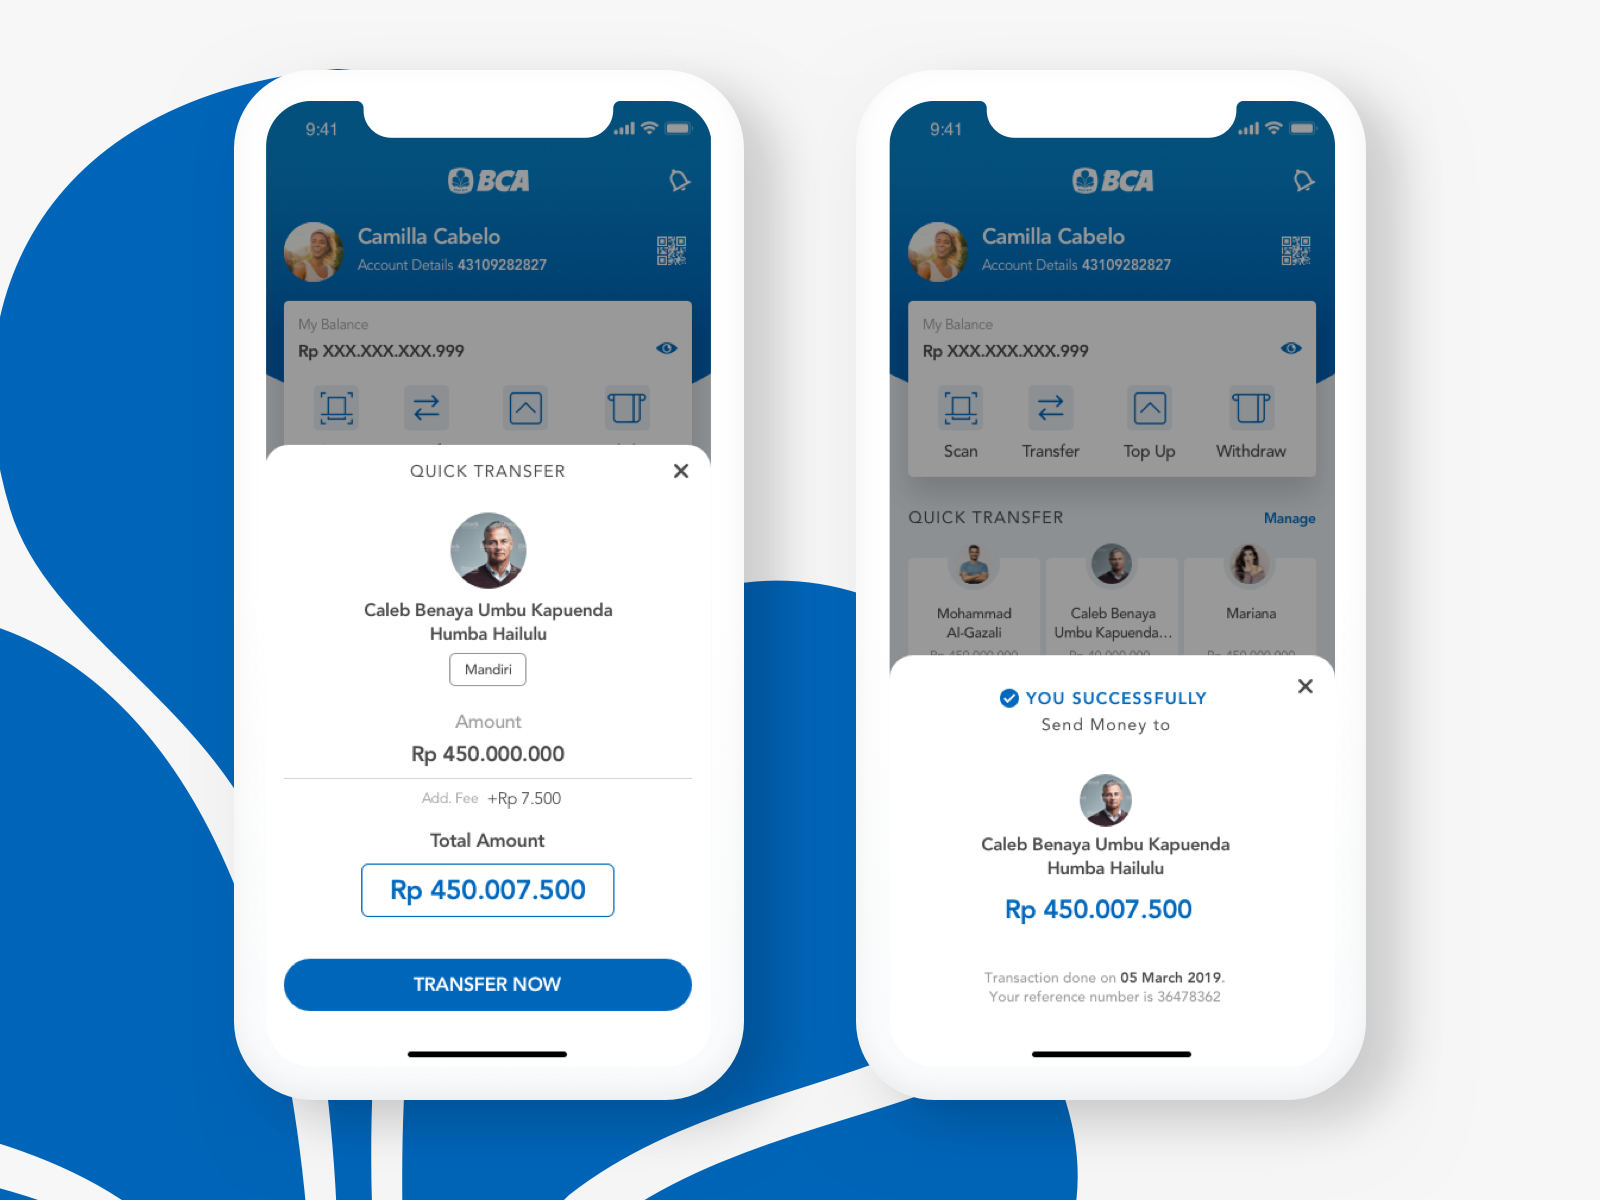 9:41
BCA
Camilla Cabelo
Account Details 43109282827
My Balance
Rp XXX.XXX.XXX.999
QUICK TRANSFER
Caleb Benaya Umbu Kapuenda
Humba Hailulu
Mandiri
Amount
Rp 450.000.000
Add. Fee +Rp 7.500
Total Amount
Rp 450.007.500
TRANSFER NOW
9:41
BCA
Camilla Cabelo
Account Details 43109282827
My Balance
Rp XXX.XXX.XXX.999
Scan Transfer Top Up Withdraw
QUICK TRANSFER Manage
Mohammad
Al-Gazali
Caleb Benaya
Umbu Kapuenda...
Mariana
YOU SUCCESSFULLY
Send Money to
Caleb Benaya Umbu Kapuenda
Humba Hailulu
Rp 450.007.500
Transaction done on 05 March 2019.
Your reference number is 36478362